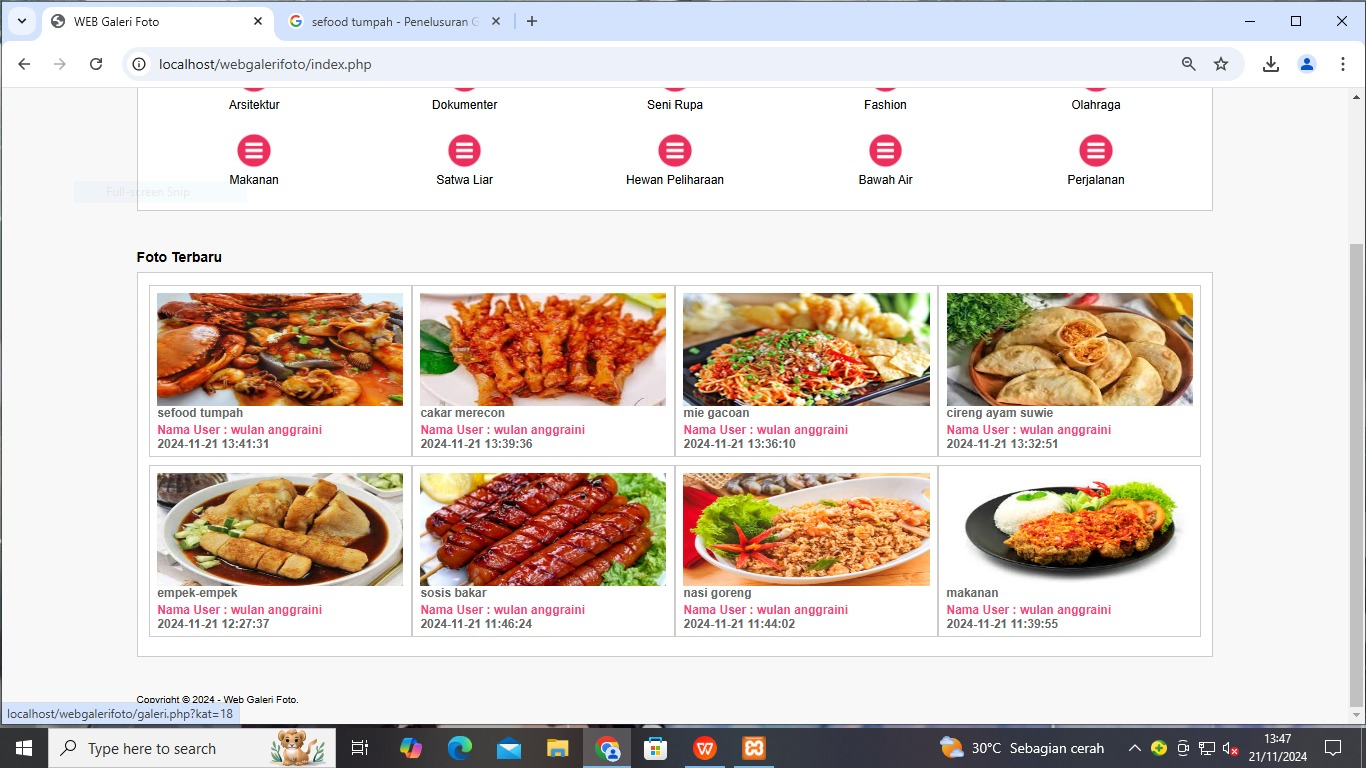 WEB Galeri Foto
sefood tumpah - Penelusuran G
localhost/webgalerifoto/index.php
Arsitektur Dokumenter Seni Rupa Fashion Olahraga
Makanan Satwa Liar Hewan Peliharaan Bawah Air Perjalanan
Full-screen Snip
Foto Terbaru
sefood tumpah cakar merecon mie gacoan cireng ayam suwie
Nama User : wulan anggraini Nama User : wulan anggraini Nama User : wulan anggraini Nama User : wulan anggraini
2024-11-21 13:41:31 2024-11-21 13:39:36 2024-11-21 13:36:10 2024-11-21 13:32:51
empek-empek sosis bakar nasi goreng makanan
Nama User : wulan anggraini Nama User : wulan anggraini Nama User : wulan anggraini Nama User : wulan anggraini
2024-11-21 12:27:37 2024-11-21 11:46:24 2024-11-21 11:44:02 2024-11-21 11:39:55
Copyright © 2024 - Web Galeri Foto.
localhost/webgalerifoto/galeri.php?kat=18
Type here to search
30°C Sebagian cerah
13:47
21/11/2024